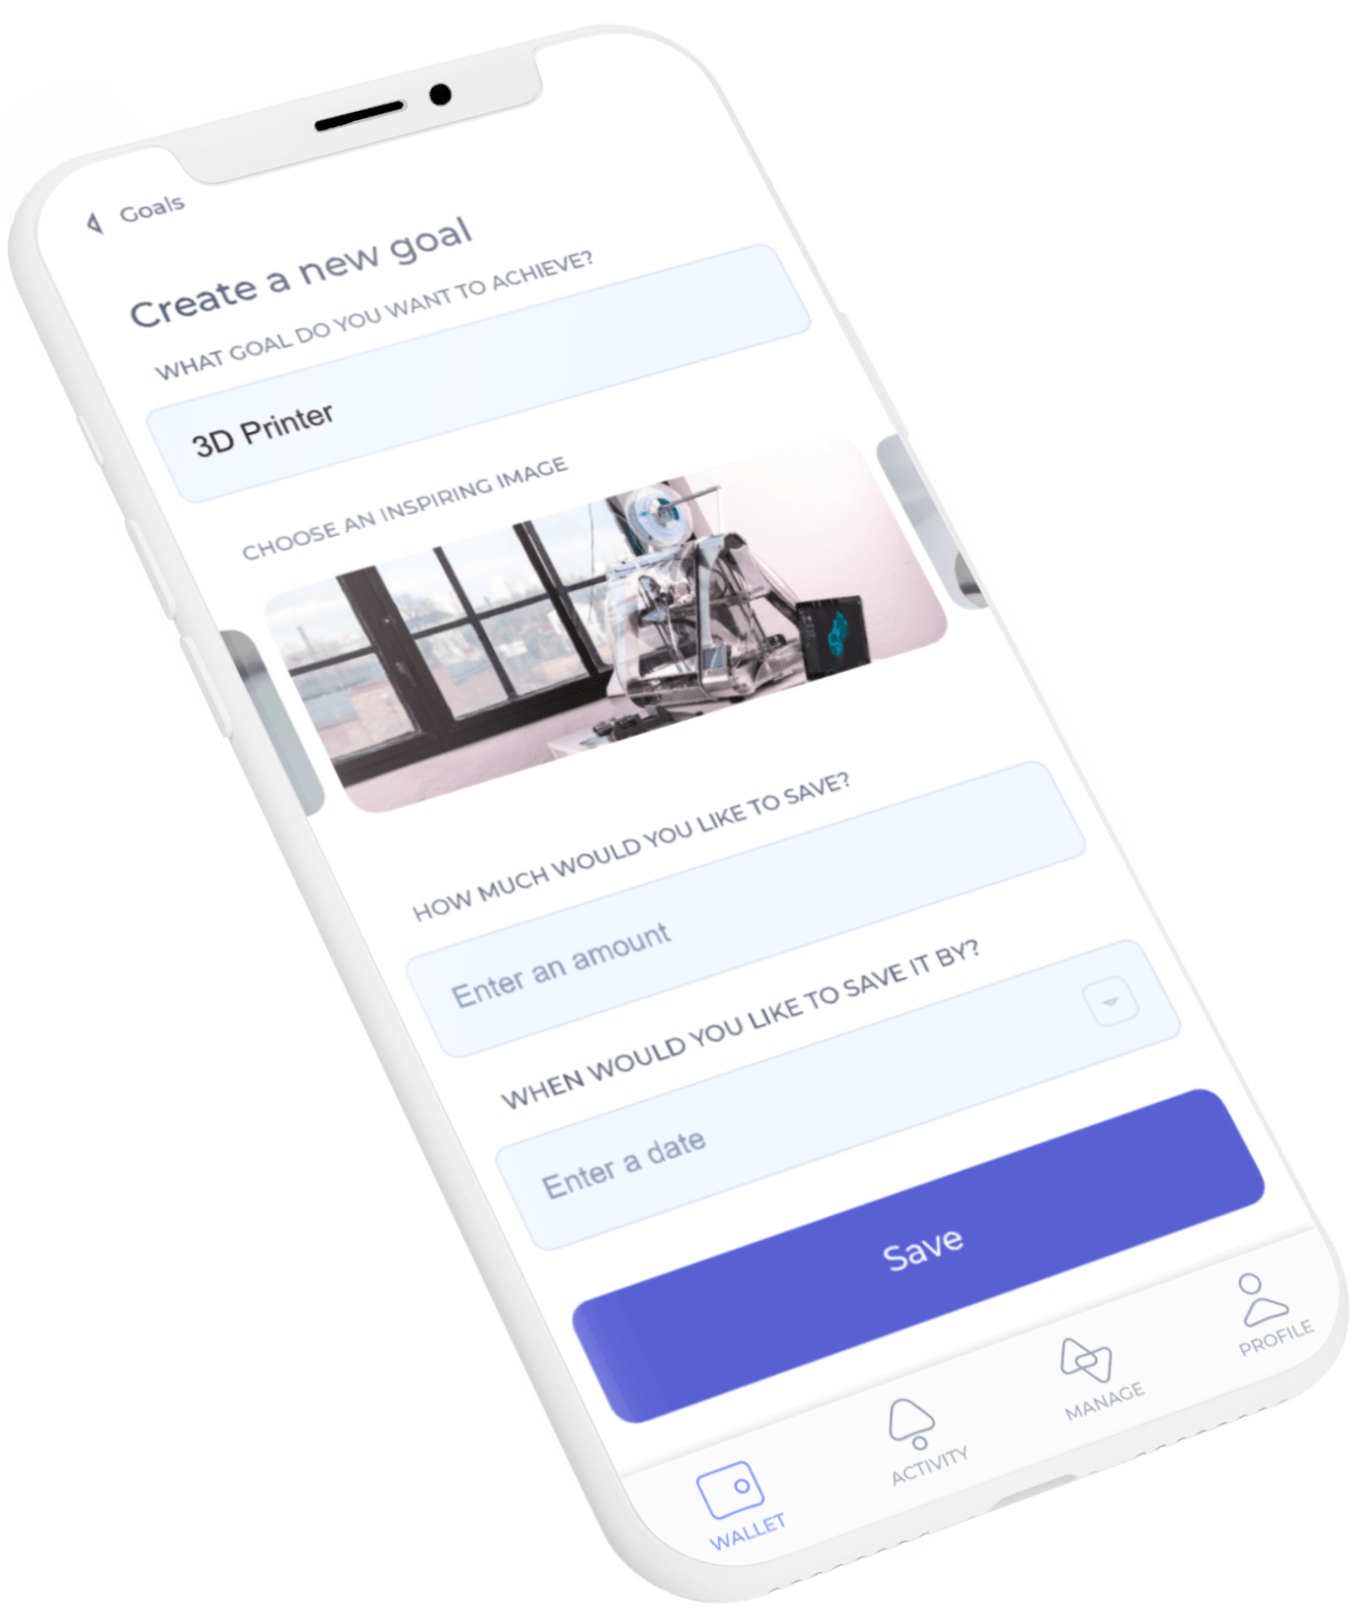 Goals
Create a new goal
WHAT GOAL DO YOU WANT TO ACHIEVE?
3D Printer
CHOOSE AN INSPIRING IMAGE
HOW MUCH WOULD YOU LIKE TO SAVE?
Enter an amount
WHEN WOULD YOU LIKE TO SAVE IT BY?
Enter a date
Save
WALLET
ACTIVITY
MANAGE
PROFILE